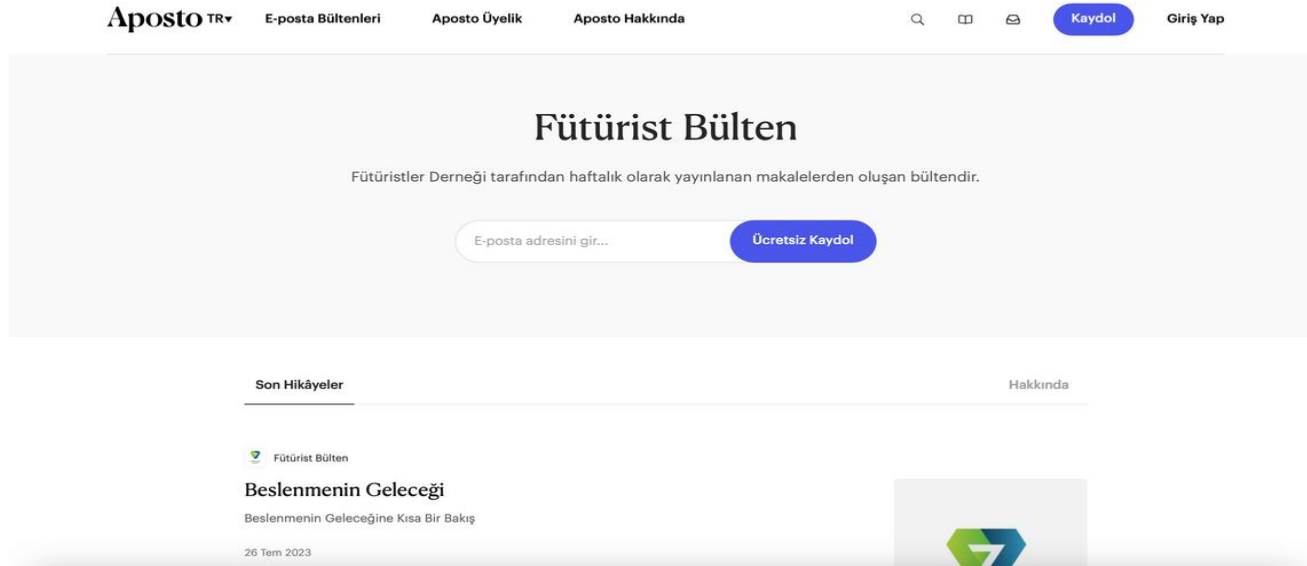 Aposto TR▾ E-posta Bültenleri Aposto Üyelik Aposto Hakkında Kaydol Giriş Yap
Fütürist Bülten
Fütüristler Derneği tarafından haftalık olarak yayınlanan makalelerden oluşan bültendir.
E-posta adresini gir... Ücretsiz Kaydol
Son Hikâyeler Hakkında
Fütürist Bülten
Beslenmenin Geleceği
Beslenmenin Geleceğine Kısa Bir Bakış
26 Tem 2023